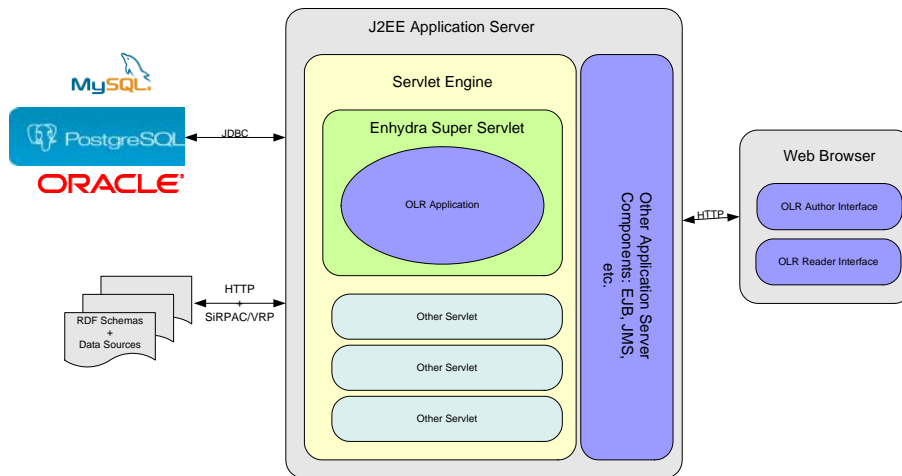 J2EE Application Server
MySQL.
PostgreSQL
ORACLE®
JDBC
Servlet Engine
Enhydra Super Servlet
OLR Application
Other Servlet
Other Servlet
Other Servlet
Other Application Server
Components: EJB, JMS,
etc.
HTTP
Web Browser
OLR Author Interface
OLR Reader Interface
HTTP
+
SiRPAC/VRP
RDF Schemas
+
Data Sources